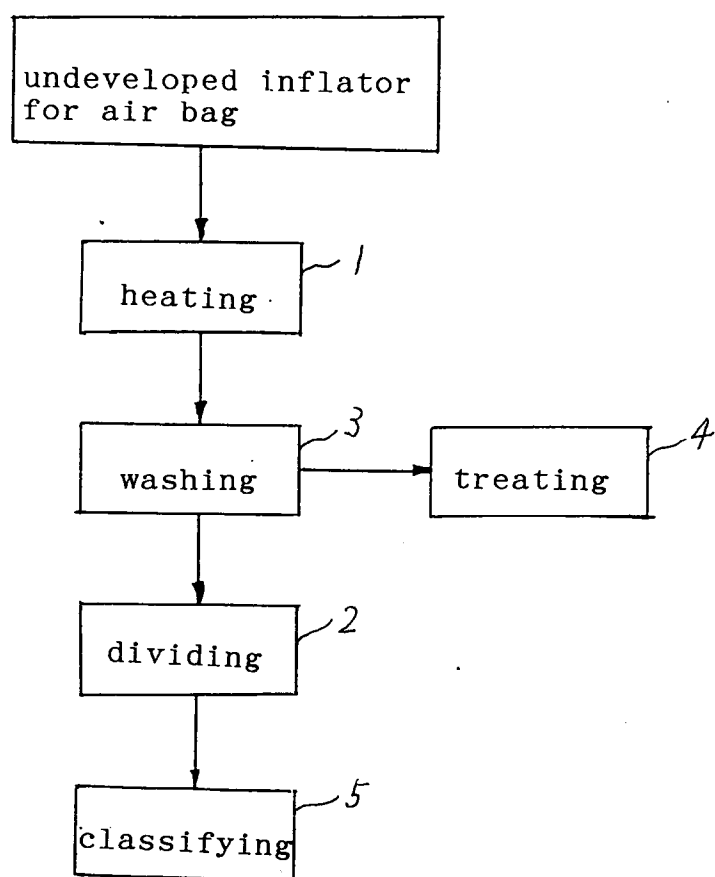 undeveloped inflator
for air bag
1
heating
3
washing
4
treating
2
dividing
5
classifying